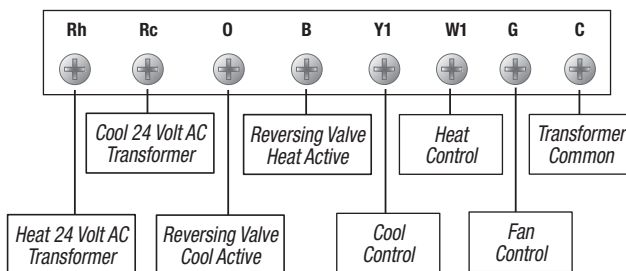 Rh Rc O B Y1 W1 G C
Cool 24 Volt AC
Transformer
Reversing Valve
Heat Active
Heat
Control
Transformer
Common
Heat 24 Volt AC
Transformer
Reversing Valve
Cool Active
Cool
Control
Fan
Control